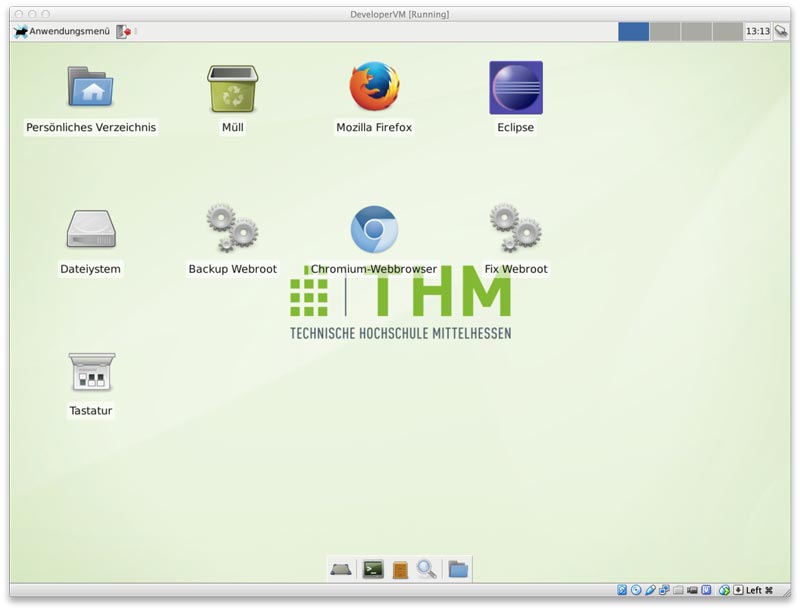 DeveloperVM [Running]
Anwendungsmenü
13:13
Persönliches Verzeichnis
Müll
Mozilla Firefox
Eclipse
Dateiystem
Backup Webroot
Chromium-Webbrowser
Fix Webroot
THM
TECHNISCHE HOCHSCHULE MITTELHESSEN
Tastatur
Left ⌘